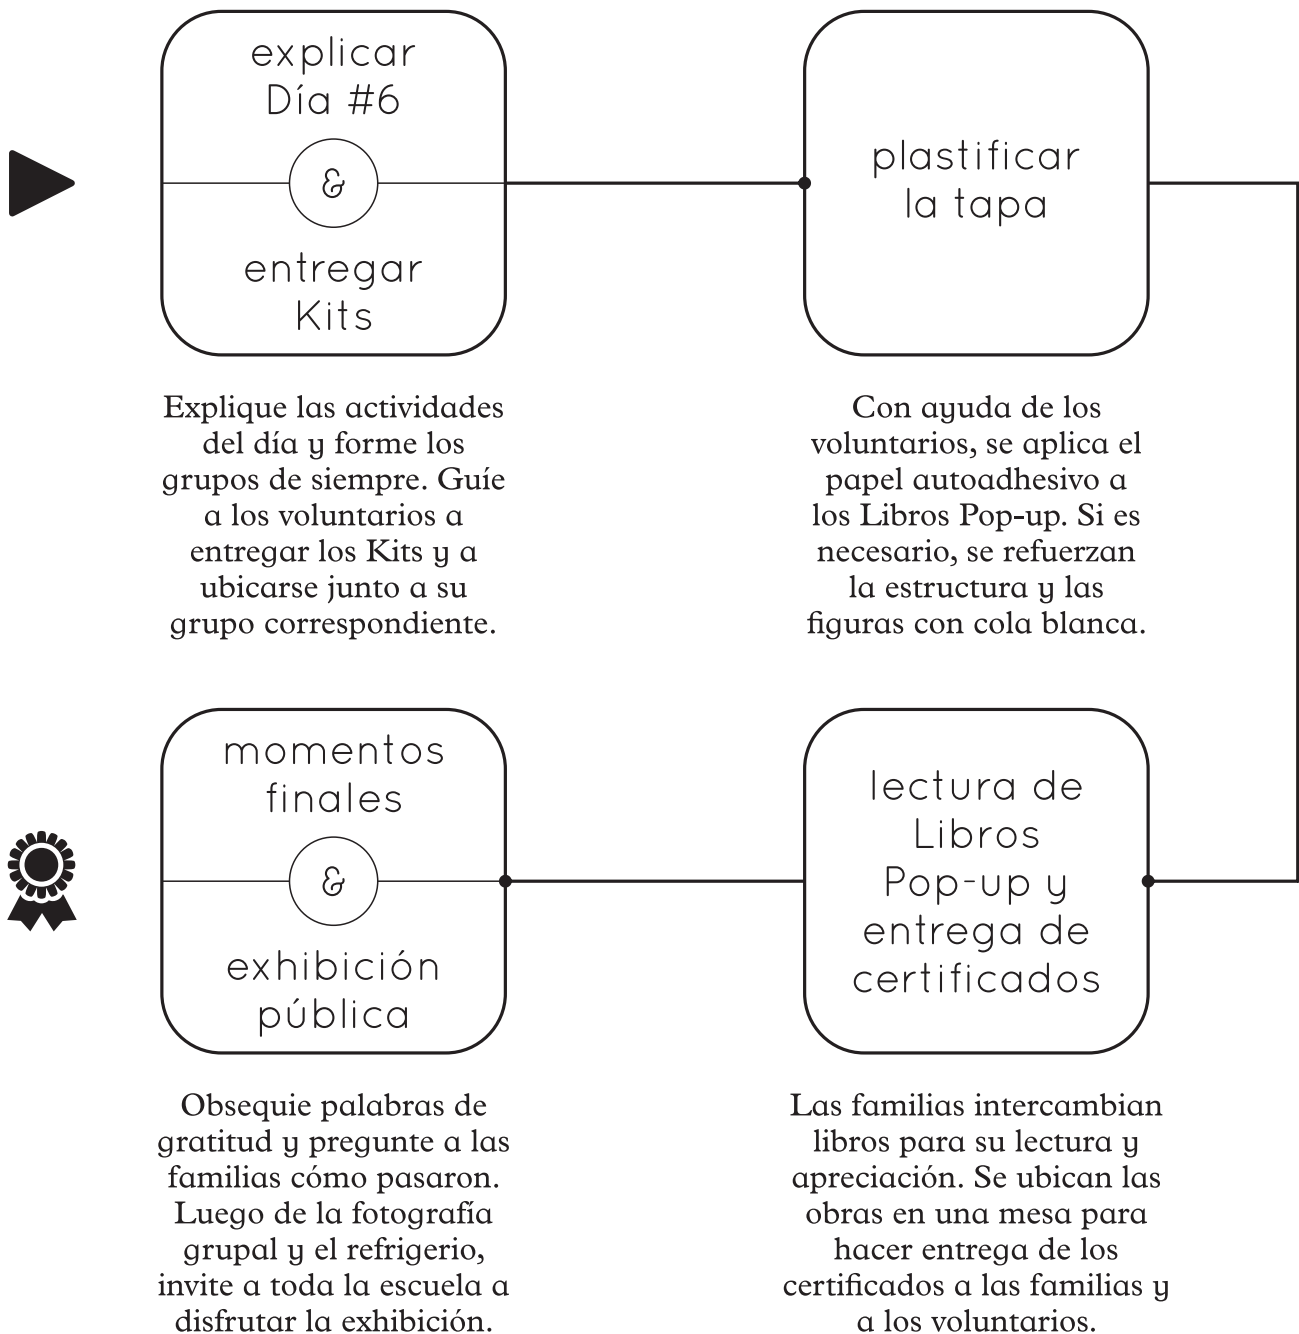 explicar
Día #6
&
entregar
Kits
Explique las actividades
del día y forme los
grupos de siempre. Guíe
a los voluntarios a
entregar los Kits y a
ubicarse junto a su
grupo correspondiente.
plastificar
la tapa
Con ayuda de los
voluntarios, se aplica el
papel autoadhesivo a
los Libros Pop-up. Si es
necesario, se refuerzan
la estructura y las
figuras con cola blanca.
lectura de
Libros
Pop-up y
entrega de
certificados
Las familias intercambian
libros para su lectura y
apreciación. Se ubican las
obras en una mesa para
hacer entrega de los
certificados a las familias y
a los voluntarios.
momentos
finales
&
exhibición
pública
Obsequie palabras de
gratitud y pregunte a las
familias cómo pasaron.
Luego de la fotografía
grupal y el refrigerio,
invite a toda la escuela a
disfrutar la exhibición.